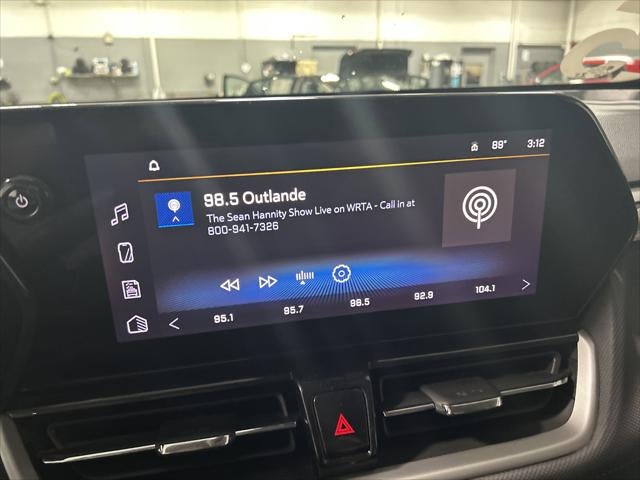 88° 3:12
98.5 Outlande
The Sean Hannity Show Live on WRTA - Call in at
800-941-7326
95.1 95.7 98.5 92.9 104.1